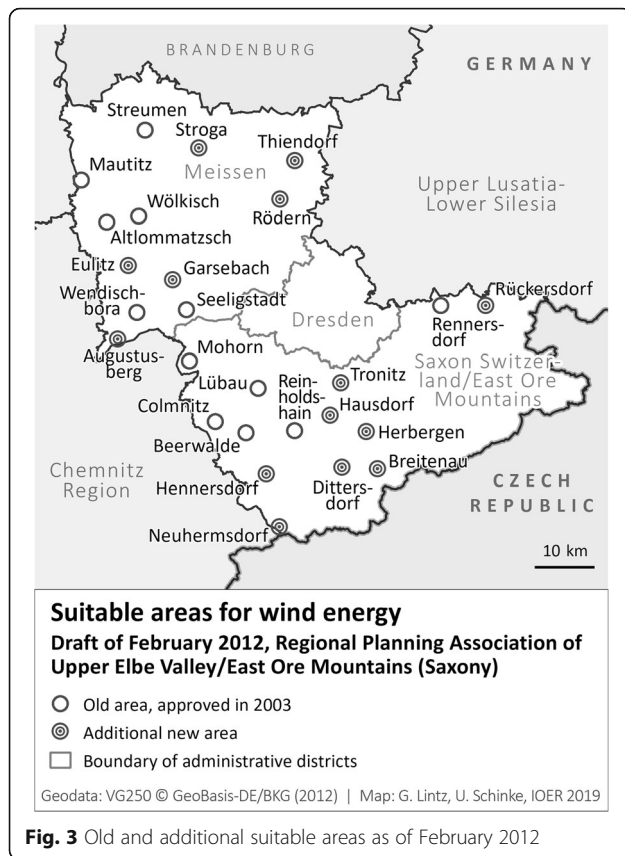 BRANDENBURG
GERMANY
Streumen
Stroga
Thiendorf
Meissen
Mautitz
Upper Lusatia-
Lower Silesia
Wölkisch
Rödern
Altlommatzsch
Eulitz
Garsebach
Rückersdorf
Wendisch-
bora
Seeligstadt
Dresden
Renners-
dorf
Augustus-
berg
Mohorn
Saxon Switzer-
land/East Ore
Mountains
Tronitz
Lübau
Rein-
holds-
hain
Hausdorf
Colmnitz
Herbergen
Beerwalde
Breitenau
Chemnitz
Region
Hennersdorf
Ditters-
dorf
CZECH
REPUBLIC
Neuhermsdorf
10 km
Suitable areas for wind energy
Draft of February 2012, Regional Planning Association of
Upper Elbe Valley/East Ore Mountains (Saxony)
Old area, approved in 2003
Additional new area
Boundary of administrative districts
Geodata: VG250 © GeoBasis-DE/BKG (2012) | Map: G. Lintz, U. Schinke, IOER 2019
Fig. 3 Old and additional suitable areas as of February 2012